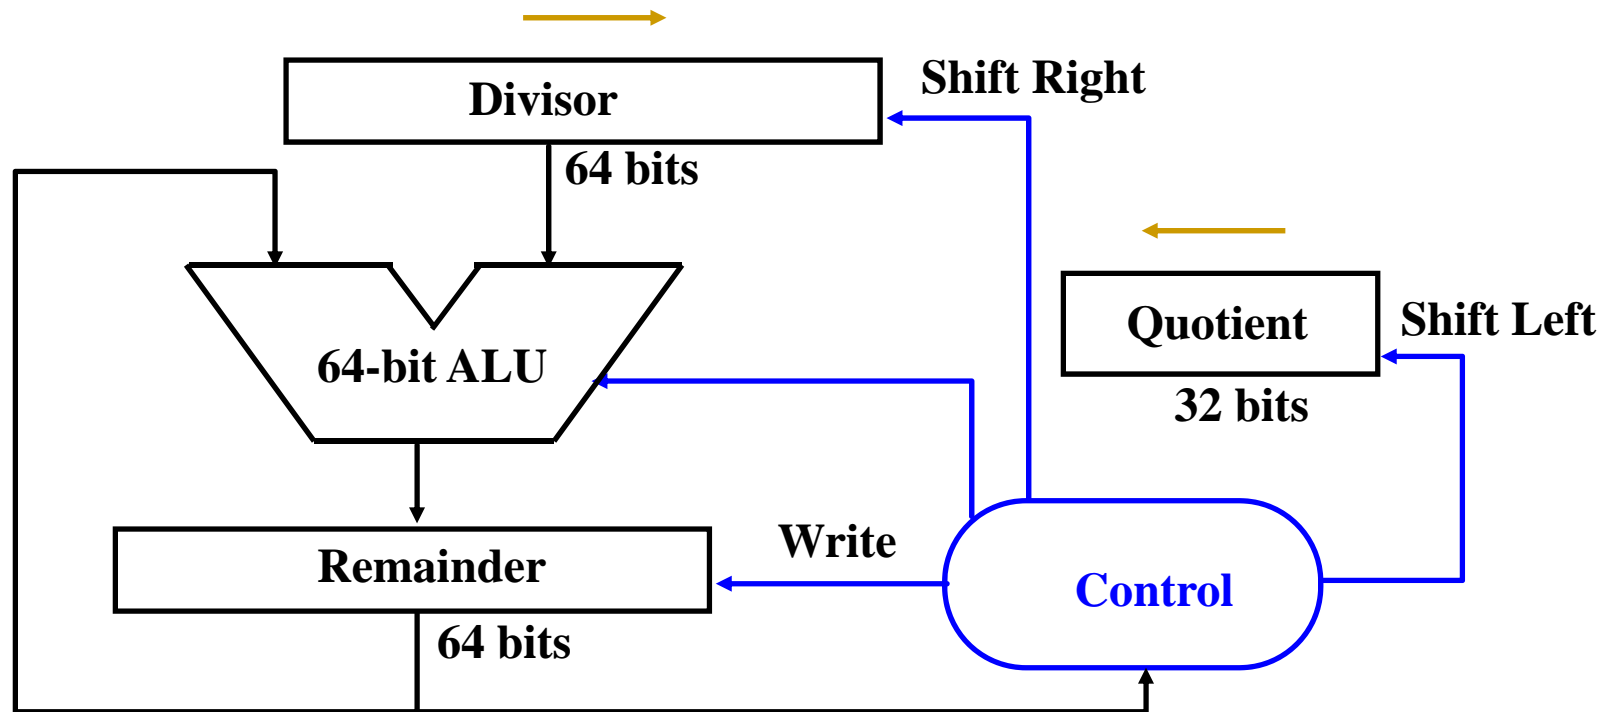 Divisor
Shift Right
64 bits
Quotient
Shift Left
64-bit ALU
32 bits
Write
Remainder
Control
64 bits